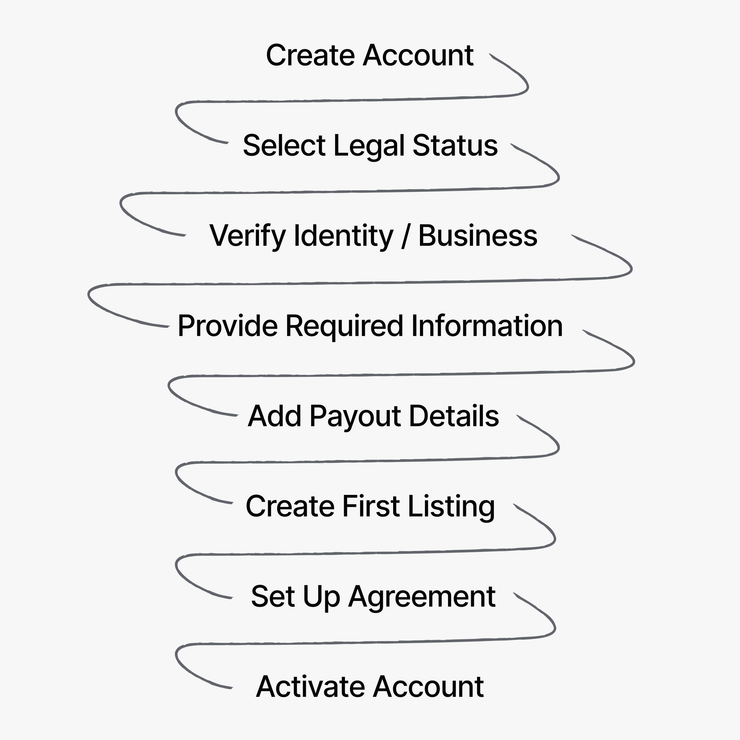 Create Account
Select Legal Status
Verify Identity / Business
Provide Required Information
Add Payout Details
Create First Listing
Set Up Agreement
Activate Account